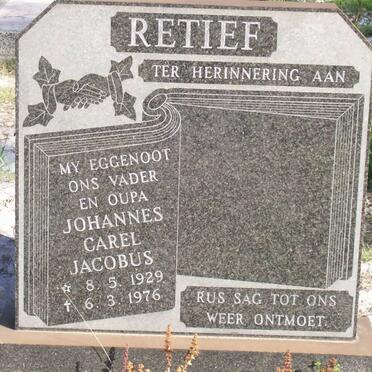 RETIEF
TER HERINNERING AAN
MY EGGENOOT
ONS VADER
EN OUPA
JOHANNES
CAREL
JACOBUS
☆ 8.5.1929
✝ 6.3.1976
RUS SAG TOT ONS
WEER ONTMOET.